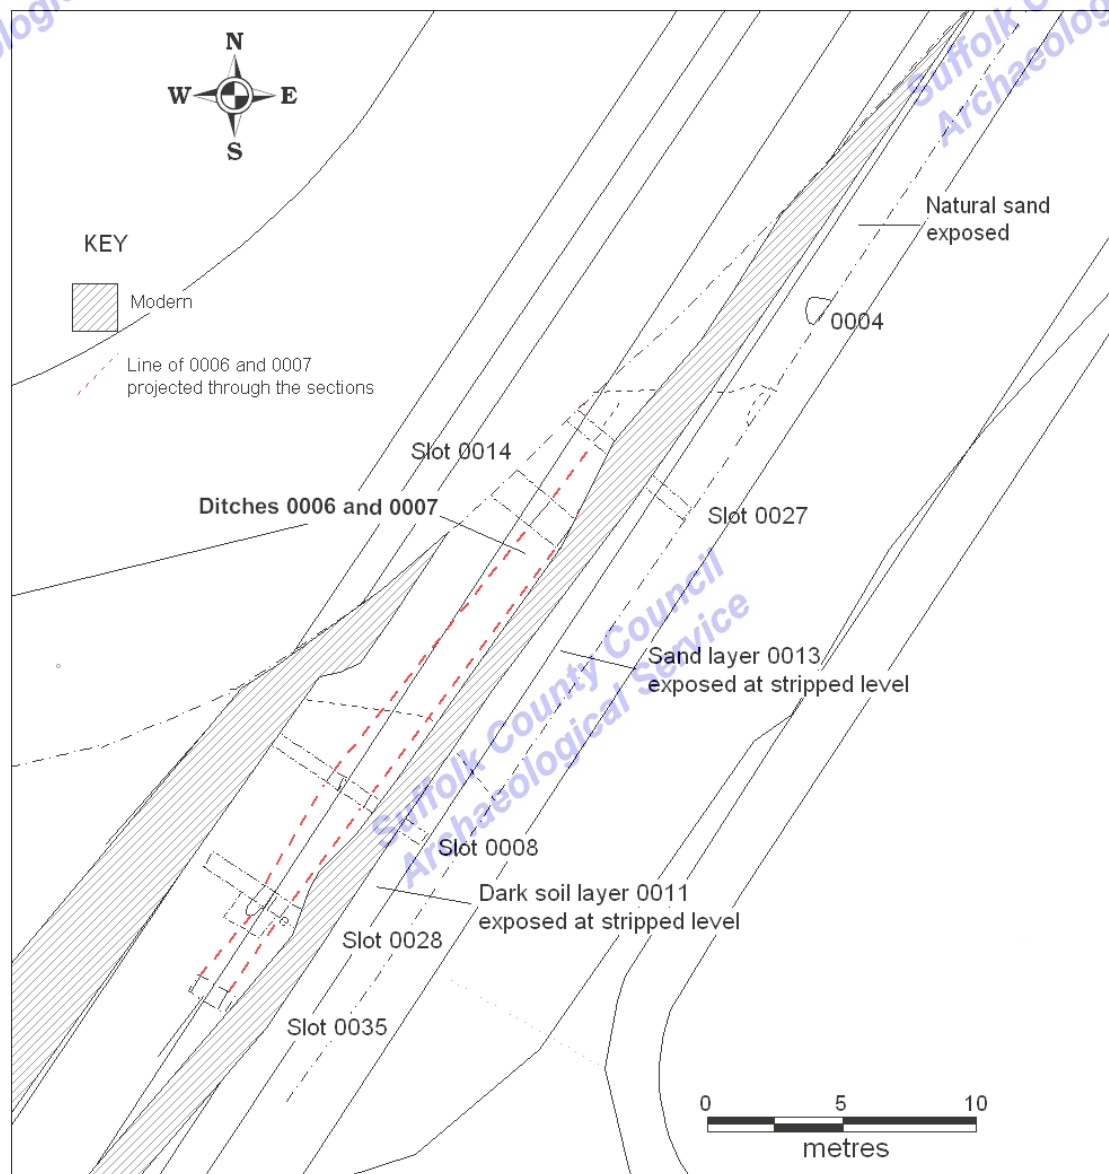 Suffolk County Council
Archaeological Service
N
W E
S
Natural sand
exposed
KEY
Modern
0004
Line of 0006 and 0007
projected through the sections
Slot 0014
Ditches 0006 and 0007
Slot 0027
Sand layer 0013
exposed at stripped level
Slot 0008
Dark soil layer 0011
exposed at stripped level
Slot 0028
Slot 0035
0 5 10
metres